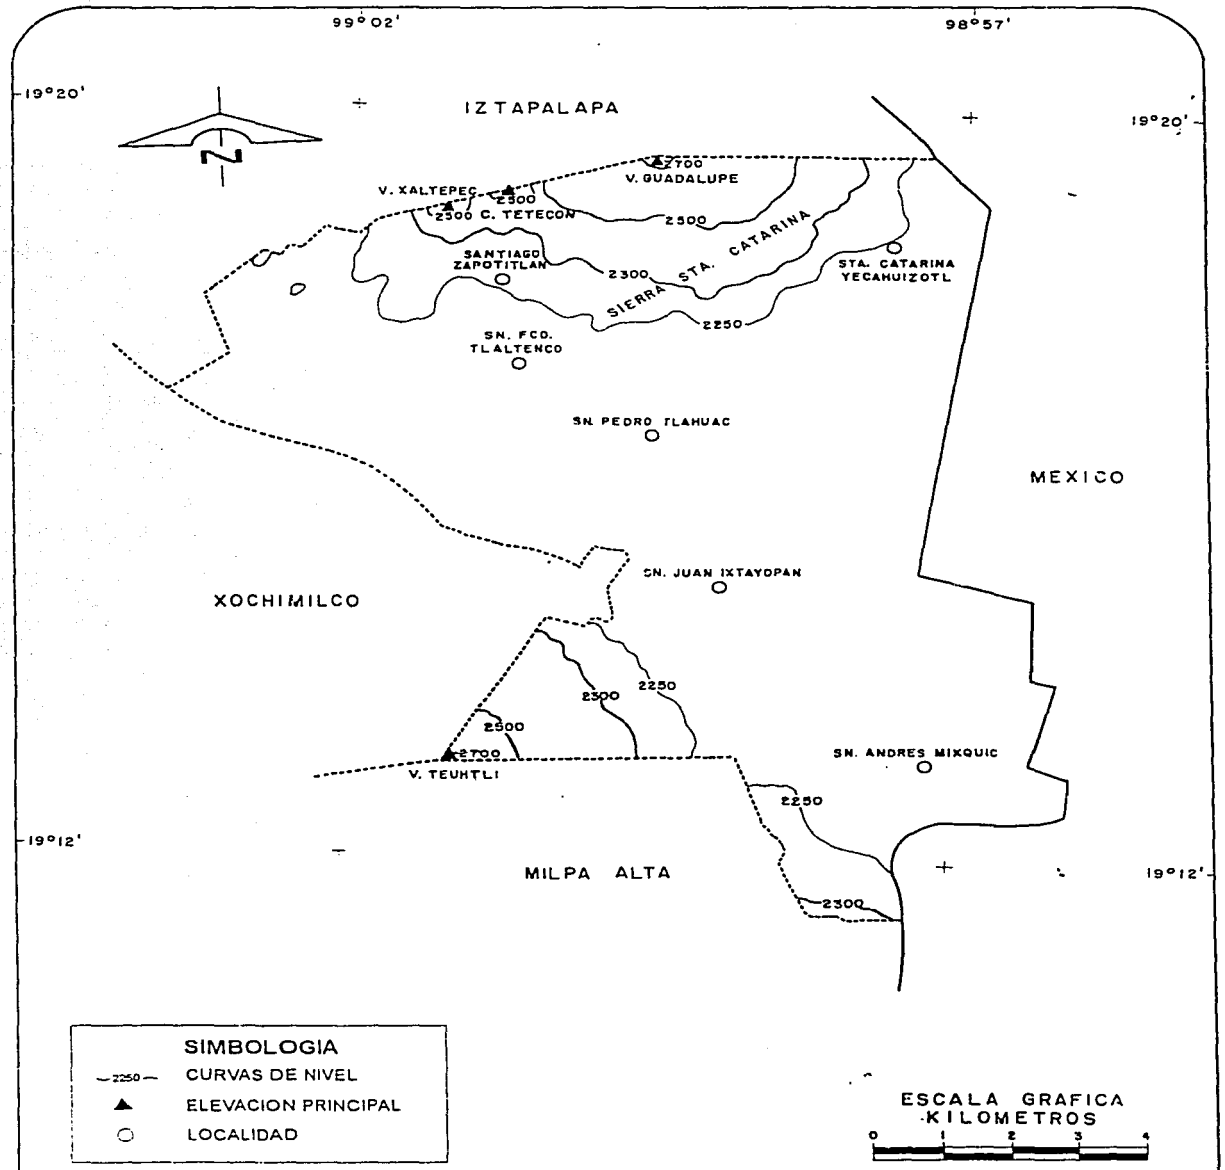 99°02'
98°57'
19°20'
IZTAPALAPA
19°20'
N
2700
V. GUADALUPE
V. XALTEPEC
2500
2500
C. TETECON
2500
SANTIAGO
ZAPOTITLAN
2300
SIERRA STA. CATARINA
STA. CATARINA
YECAHUIZOTL
2250
SN. FCO.
TLALTENCO
SN. PEDRO TLAHUAC
MEXICO
SN. JUAN IXTAYOPAN
XOCHIMILCO
2250
2300
2500
2700
V. TEUHTLI
SN. ANDRES MIXQUIC
2250
19°12'
MILPA ALTA
19°12'
2300
SIMBOLOGIA
2250 CURVAS DE NIVEL
ELEVACION PRINCIPAL
LOCALIDAD
ESCALA GRAFICA
KILOMETROS
0 1 2 3 4